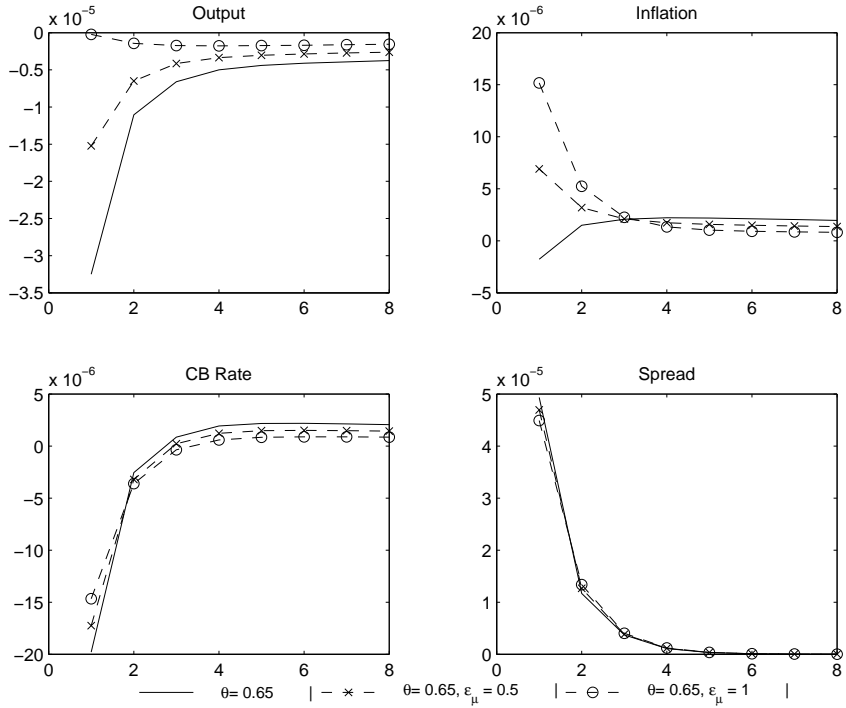 Output
x 10⁻⁵
0
−0.5
−1
−1.5
−2
−2.5
−3
−3.5
0 2 4 6 8
Inflation
x 10⁻⁶
20
15
10
5
0
−5
0 2 4 6 8
CB Rate
x 10⁻⁶
5
0
−5
−10
−15
−20
0 2 4 6 8
Spread
x 10⁻⁵
5
4
3
2
1
0
0 2 4 6 8
θ= 0.65 | θ= 0.65, ε_μ = 0.5 | θ= 0.65, ε_μ = 1 |